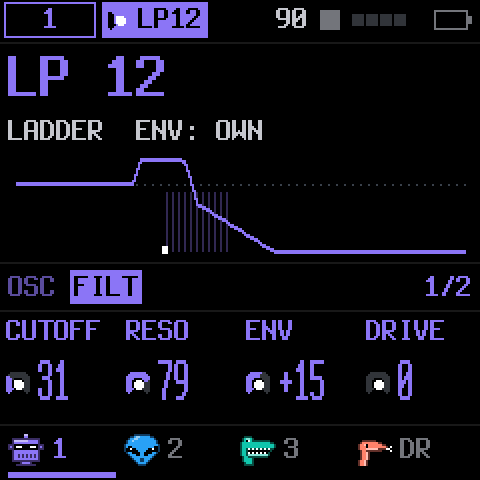 1 LP12 90
LP 12
LADDER ENV: OWN
OSC FILT 1/2
CUTOFF RESO ENV DRIVE
31 79 +15 0
1 2 3 DR